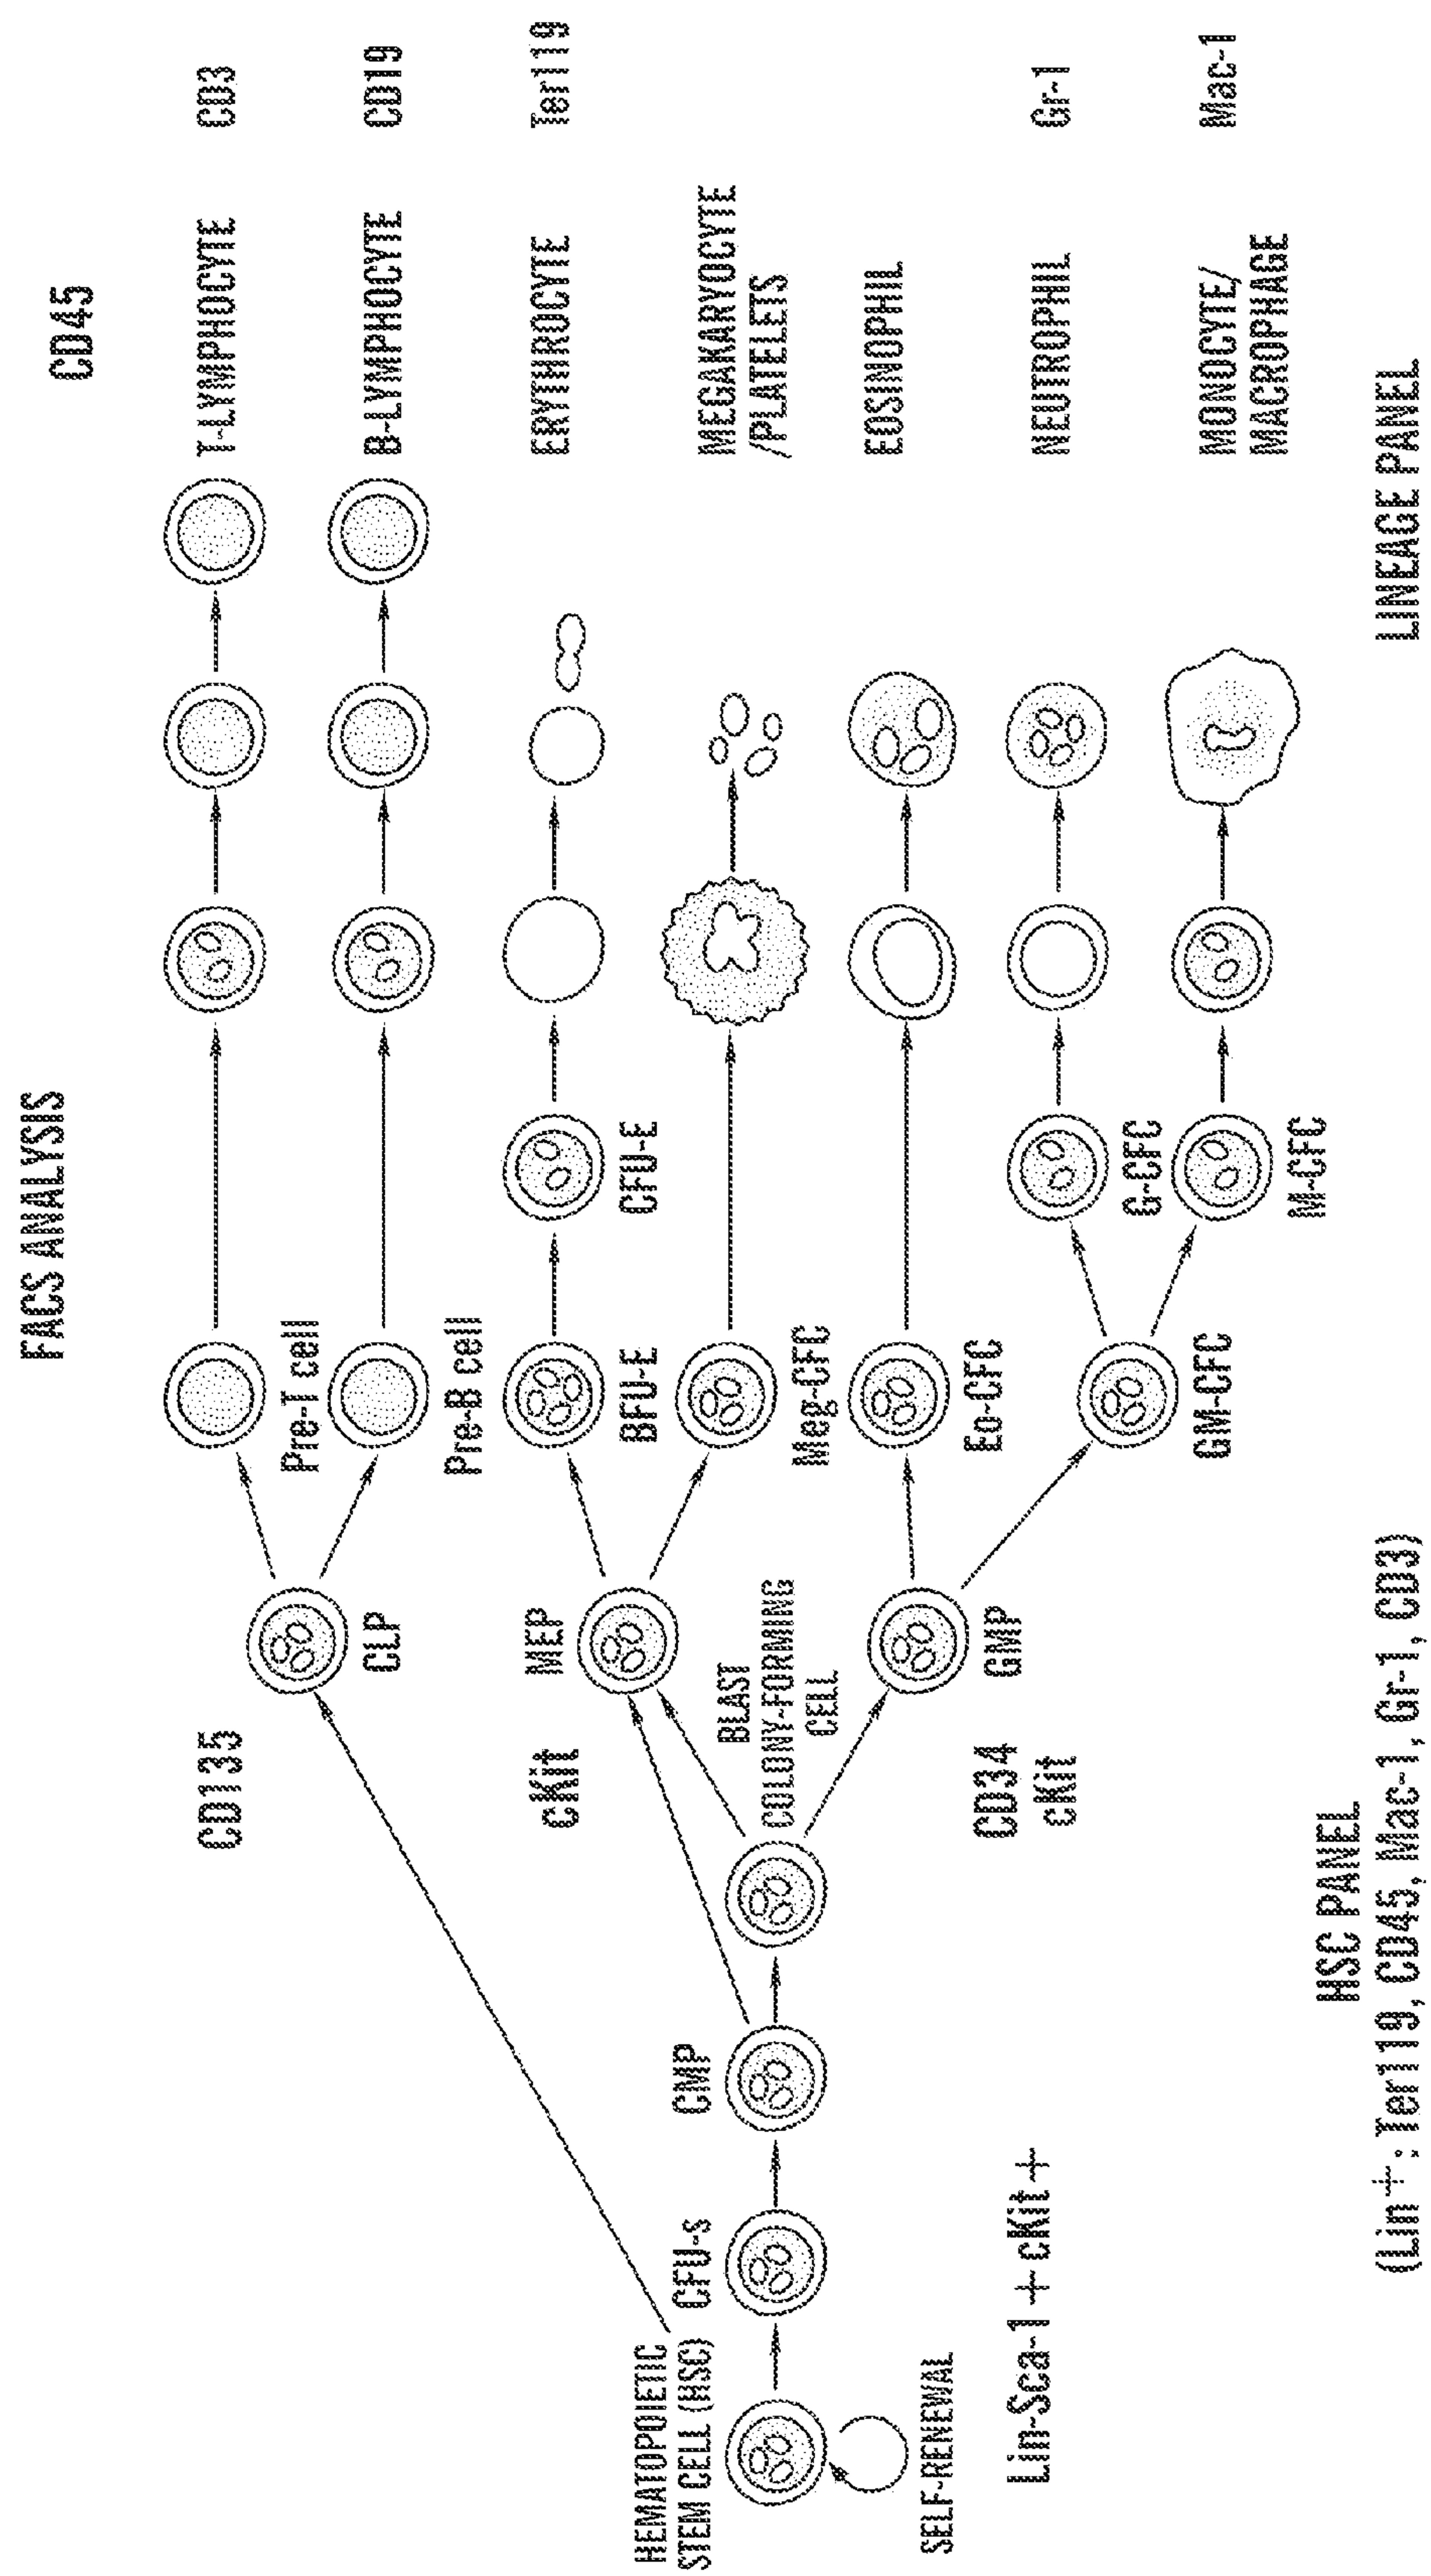 FACS ANALYSIS
CD45
T-LYMPHOCYTE
CD3
Pre-T cell
B-LYMPHOCYTE
CD19
Pre-B cell
CD135
CLP
ERYTHROCYTE
Ter119
BFU-E
CFU-E
MEP
cKit
MEGAKARYOCYTE
/PLATELETS
Meg-CFC
HEMATOPOIETIC
STEM CELL (HSC)
CFU-s
CMP
BLAST
COLONY-FORMING
CELL
EOSINOPHIL
Eo-CFC
GMP
CD34
cKit
SELF-RENEWAL
NEUTROPHIL
Gr-1
G-CFC
GM-CFC
Lin-Sca-1+cKit+
MONOCYTE/
MACROPHAGE
Mac-1
M-CFC
HSC PANEL
(Lin+: Ter119, CD45, Mac-1, Gr-1, CD3)
LINEAGE PANEL